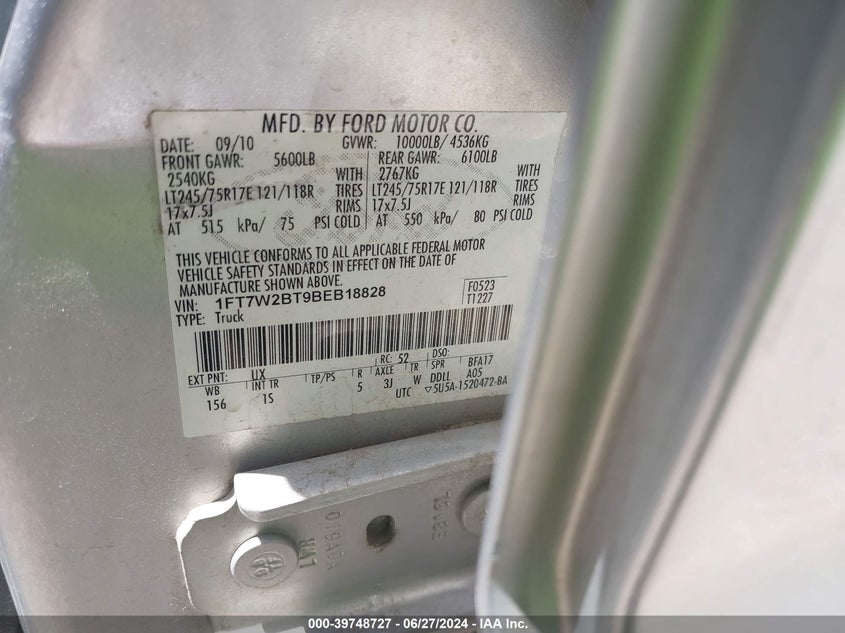 MFD. BY FORD MOTOR CO.
DATE: 09/10 GVWR: 10000LB/ 4536KG
FRONT GAWR: 5600LB REAR GAWR: 6100LB
2540KG WITH 2767KG WITH
LT245/75R17E 121/118R TIRES LT245/75R17E 121/118R TIRES
17x7.5J RIMS 17x7.5J RIMS
AT 515 kPa/ 75 PSI COLD AT 550 kPa/ 80 PSI COLD
THIS VEHICLE CONFORMS TO ALL APPLICABLE FEDERAL MOTOR
VEHICLE SAFETY STANDARDS IN EFFECT ON THE DATE OF
MANUFACTURE SHOWN ABOVE.
VIN: 1FT7W2BT9BEB18828 F0523
TYPE: Truck T1227
EXT PNT: UX RC: 52 DSO:
WB INT TR TP/PS R AXLE TR SPR BFA17
156 1S 5 3J W DDLL A05
UTC ▽5U5A-1520472-BA
000-39748727 - 06/27/2024 - IAA Inc.